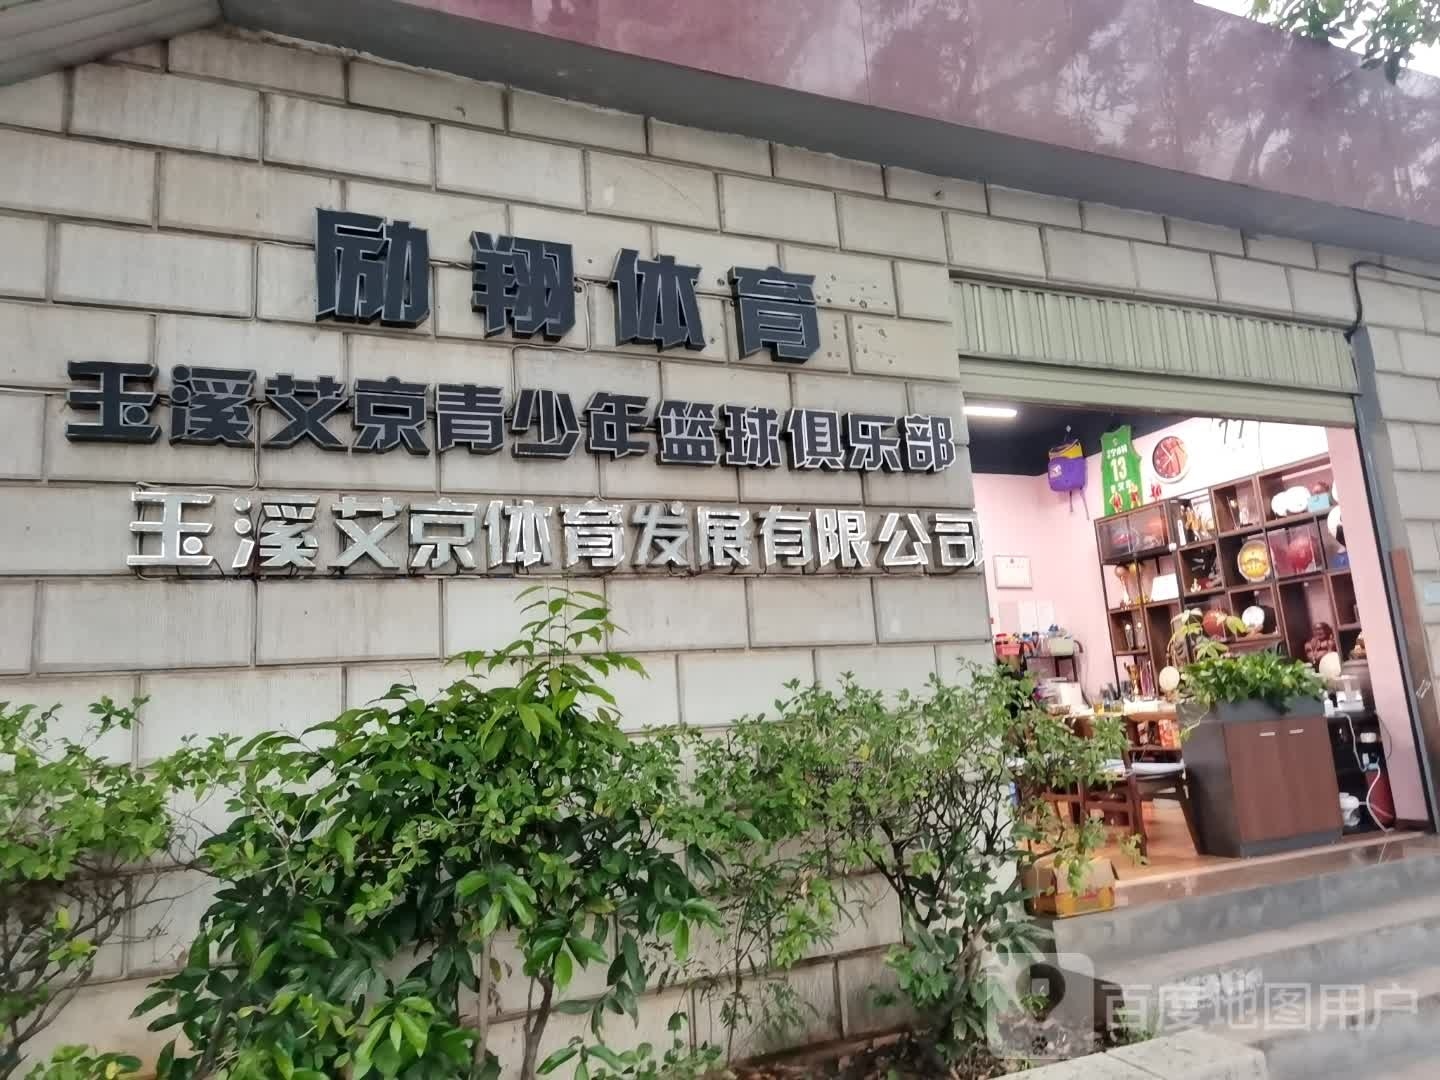 励翔体育
玉溪艾京青少年篮球俱乐部
玉溪艾京体育发展有限公司
13
百度地图用户